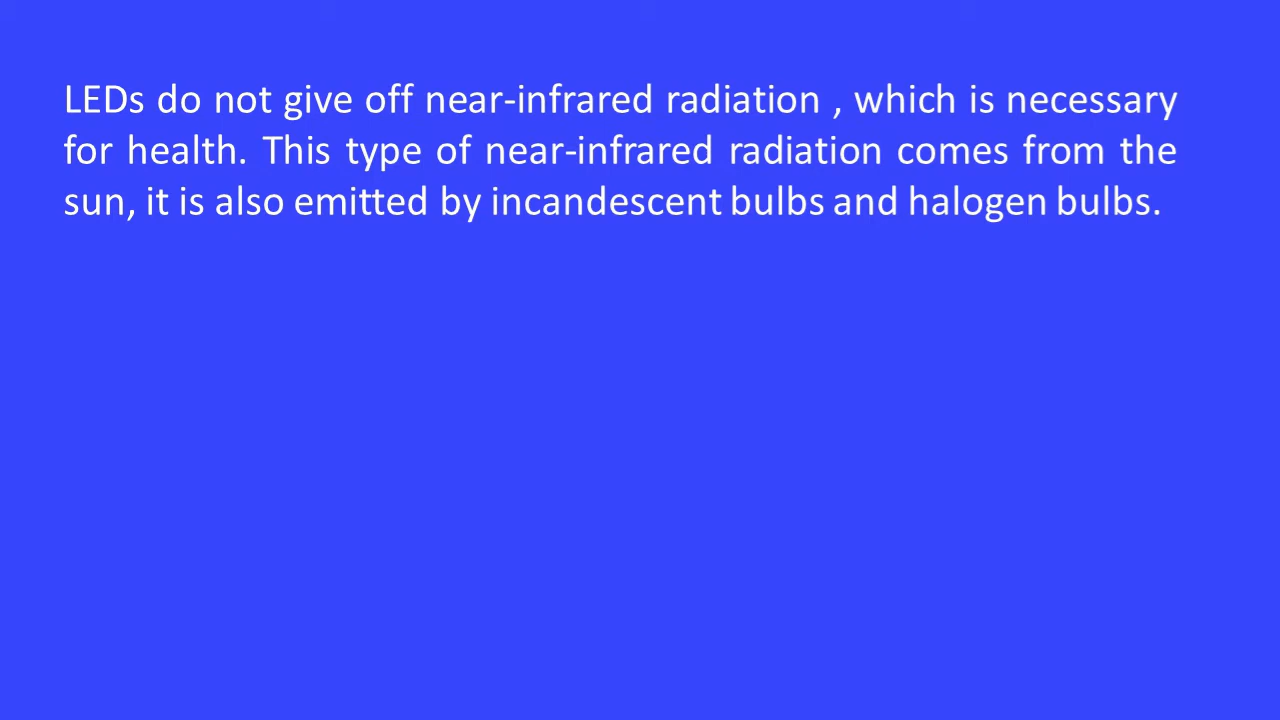 LEDs do not give off near-infrared radiation , which is necessary
for health. This type of near-infrared radiation comes from the
sun, it is also emitted by incandescent bulbs and halogen bulbs.